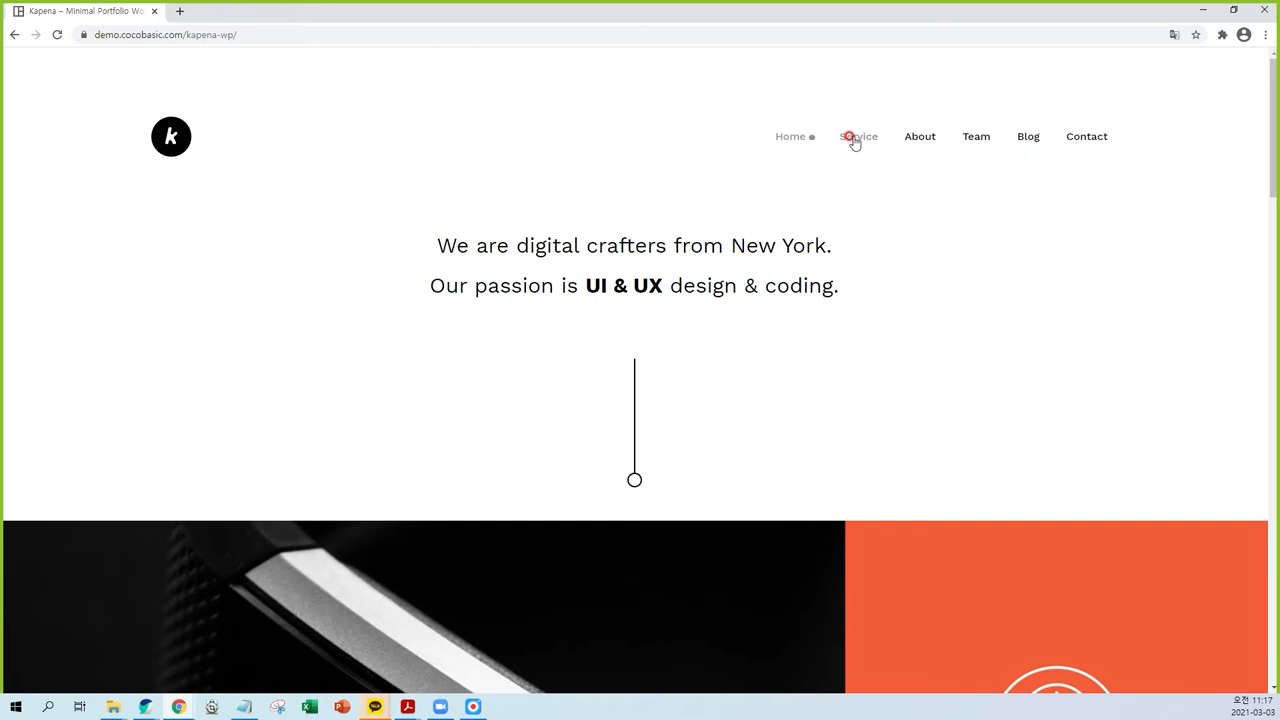 Kapena – Minimal Portfolio Wo
demo.cocobasic.com/kapena-wp/
k
Home Service About Team Blog Contact
We are digital crafters from New York.
Our passion is UI & UX design & coding.
TALK
오전 11:17
2021-03-03